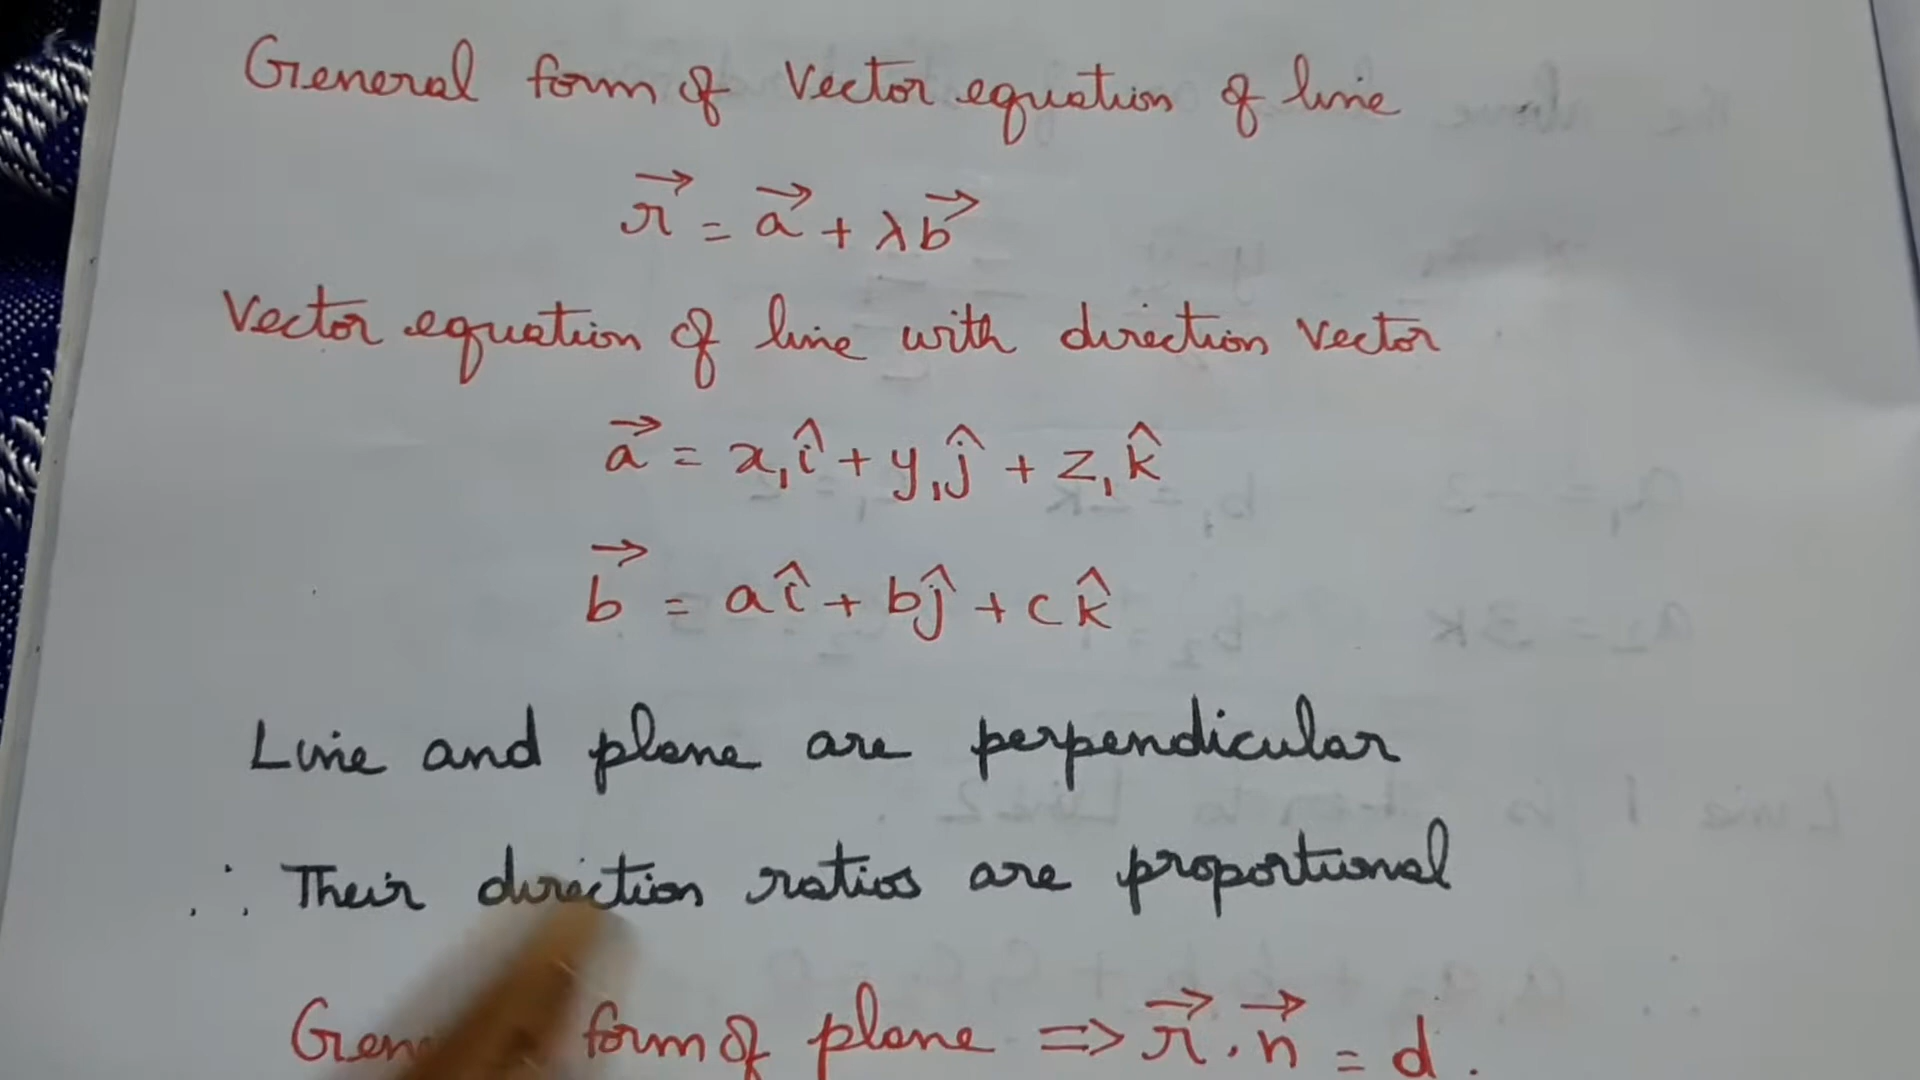 General form of Vector equation of line
r⃗ = a⃗ + λb⃗
Vector equation of line with direction vector
a⃗ = x₁î + y₁ĵ + z₁k̂
b⃗ = aî + bĵ + ck̂
Line and plane are perpendicular
∴ Their direction ratios are proportional
form of plane ⇒ r⃗ . n⃗ = d.